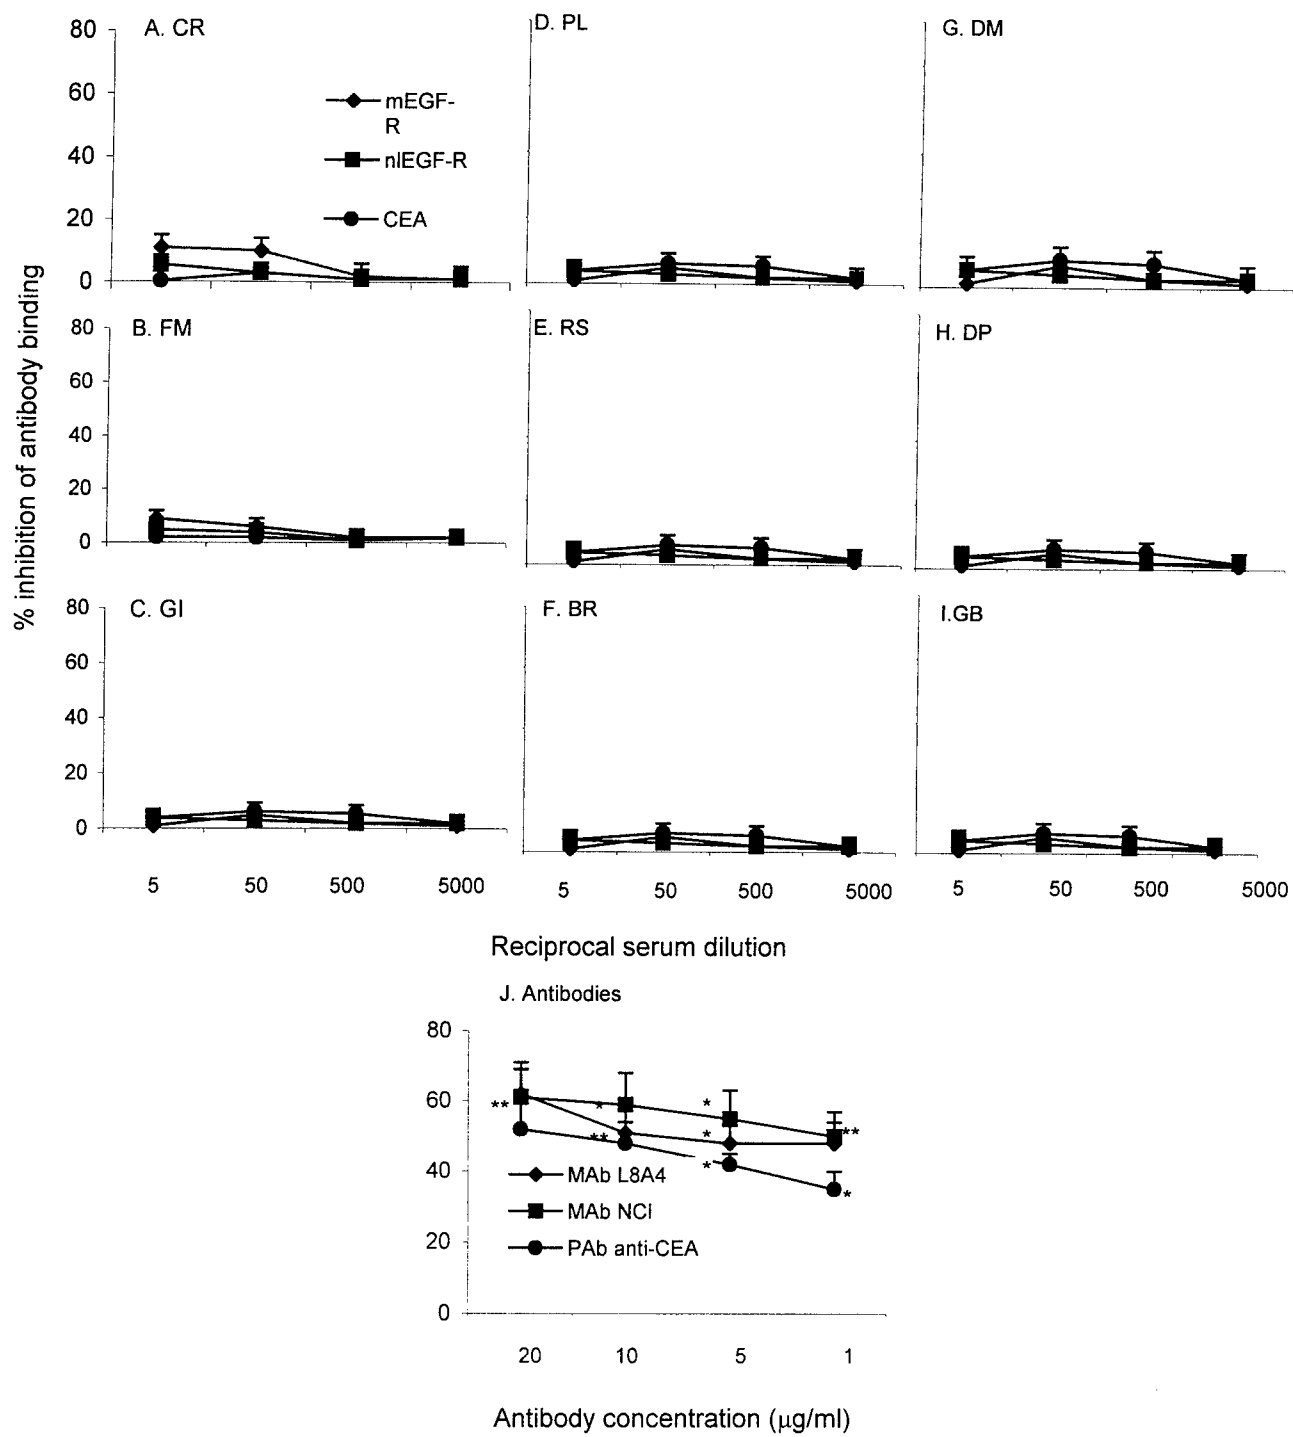 80
60
40
20
0
A. CR
mEGF-
R
nlEGF-R
CEA
D. PL
G. DM
% inhibition of antibody binding
80
60
40
20
0
B. FM
E. RS
H. DP
80
60
40
20
0
C. GI
F. BR
I.GB
5 50 500 5000
5 50 500 5000
5 50 500 5000
Reciprocal serum dilution
J. Antibodies
80
60
40
20
0
**
*
*
**
**
*
*
*
MAb L8A4
MAb NCI
PAb anti-CEA
20 10 5 1
Antibody concentration (μg/ml)